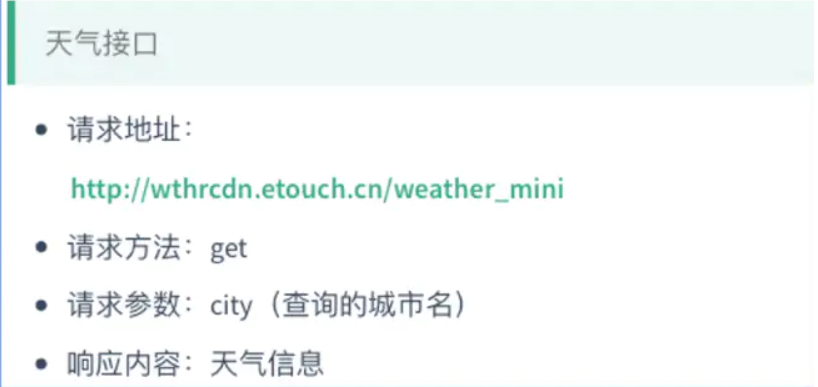 天气接口
请求地址：
http://wthrcdn.etouch.cn/weather_mini
请求方法：get
请求参数：city（查询的城市名）
响应内容：天气信息